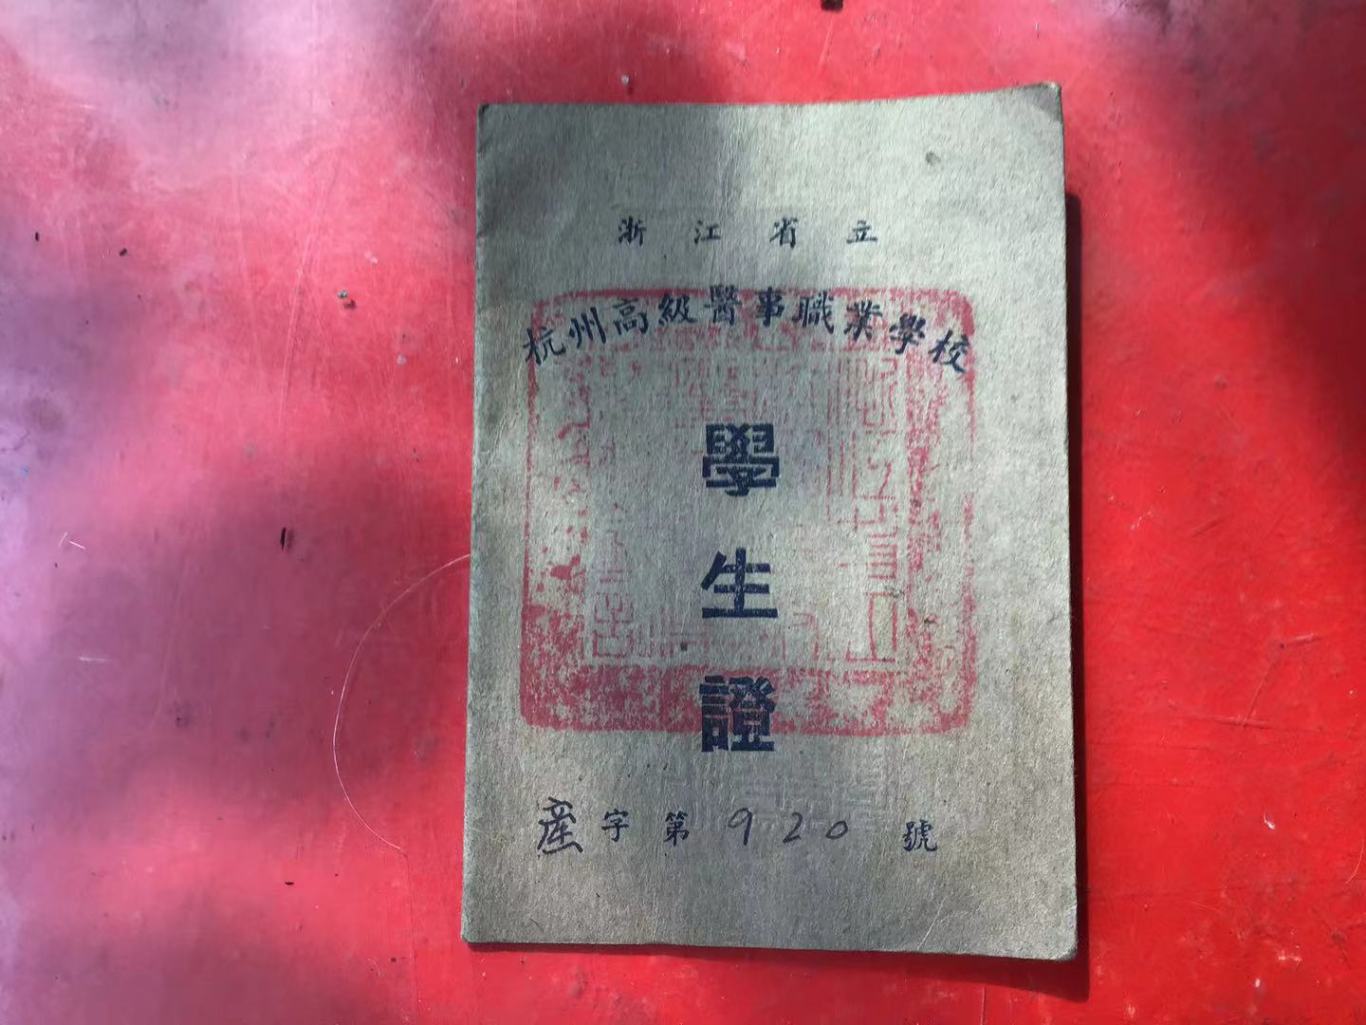 浙江省立
杭州高級醫事職業學校
學生證
產字第920號